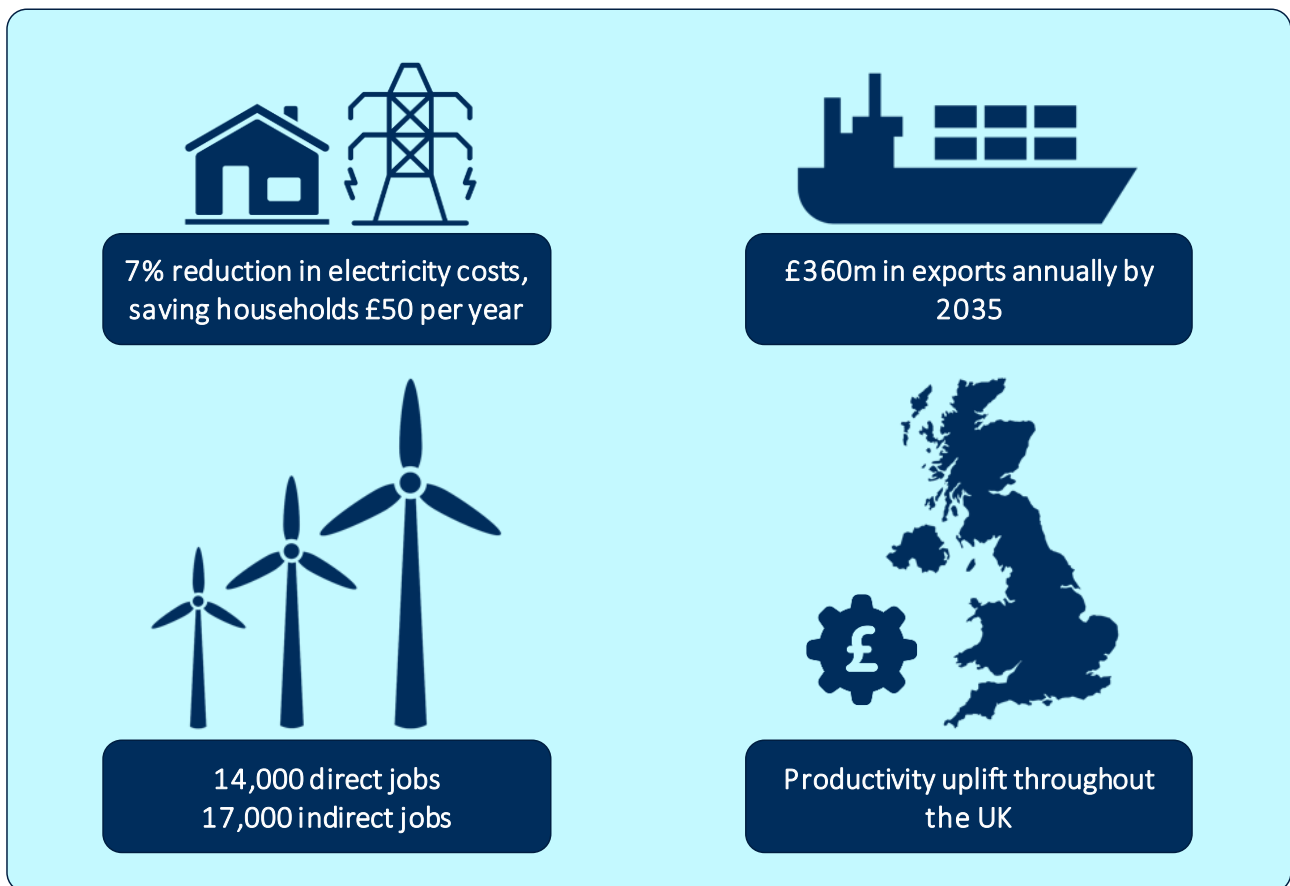 7% reduction in electricity costs,
saving households £50 per year
£360m in exports annually by
2035
£
14,000 direct jobs
17,000 indirect jobs
Productivity uplift throughout
the UK